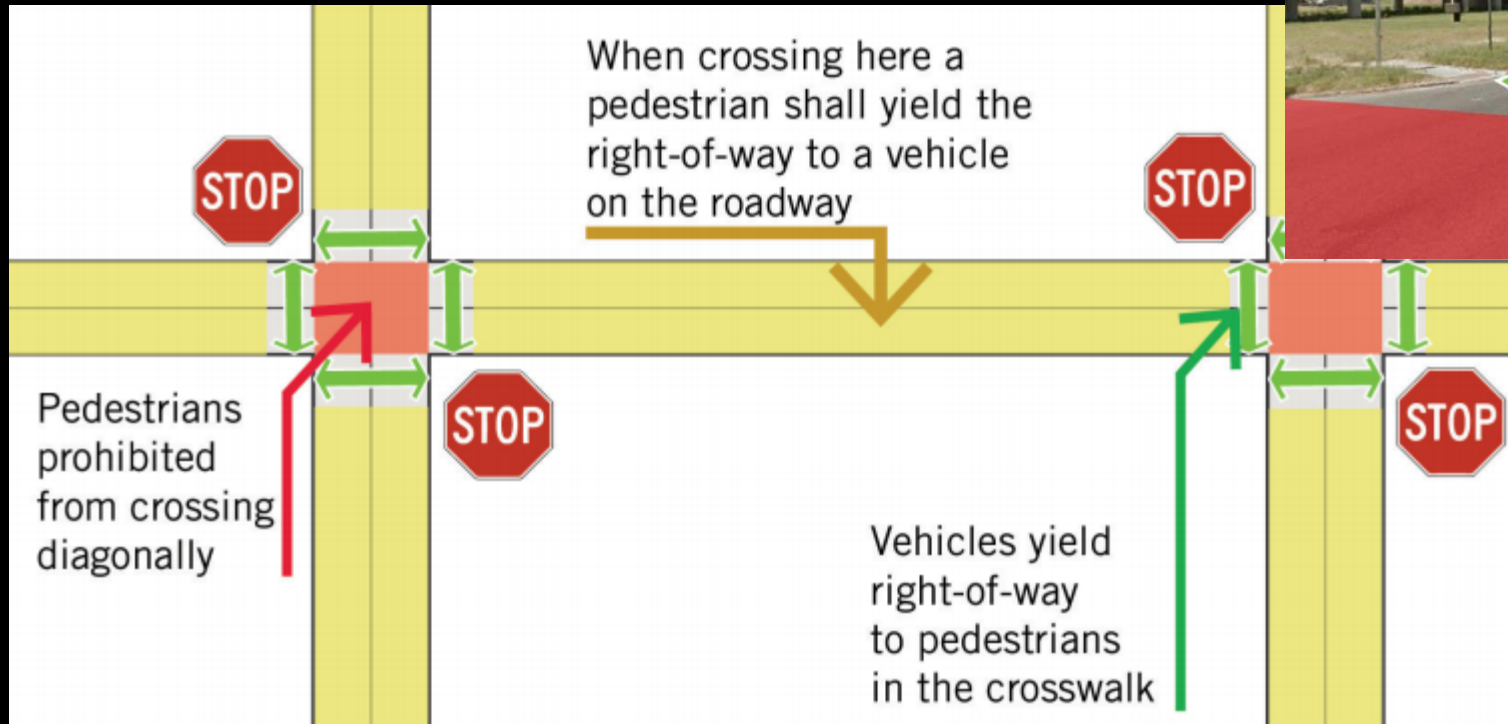 When crossing here a
pedestrian shall yield the
right-of-way to a vehicle
on the roadway
STOP
STOP
Pedestrians
prohibited
from crossing
diagonally
STOP
STOP
Vehicles yield
right-of-way
to pedestrians
in the crosswalk